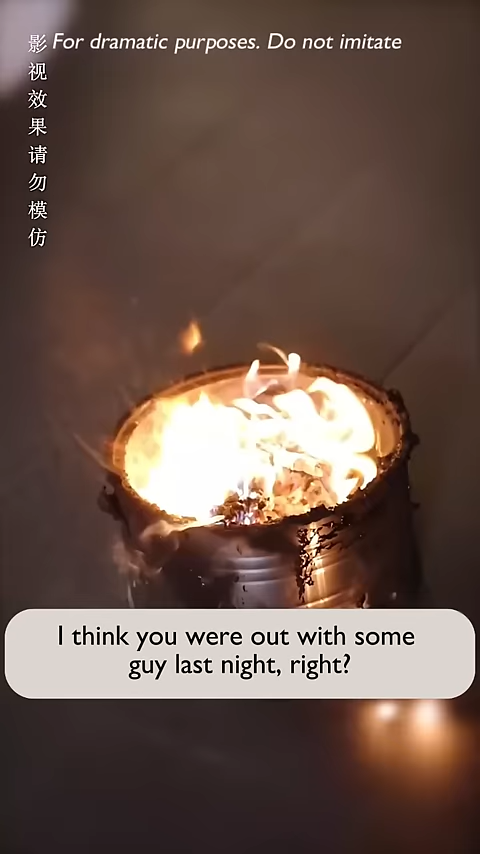 For dramatic purposes. Do not imitate
影视效果请勿模仿
I think you were out with some
guy last night, right?